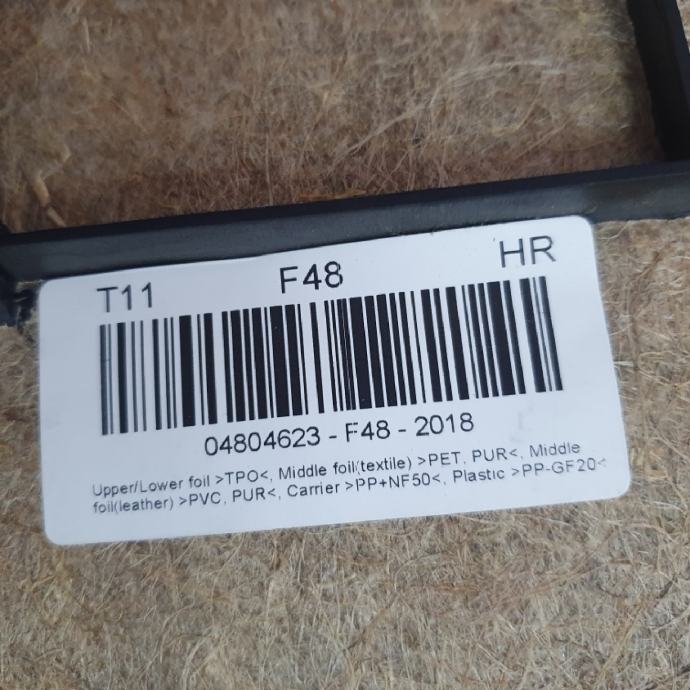 T11 F48 HR
04804623 - F48 - 2018
Upper/Lower foil >TPO<, Middle foil(textile) >PET, PUR<, Middle
foil(leather) >PVC, PUR<, Carrier >PP+NF50<, Plastic >PP-GF20<